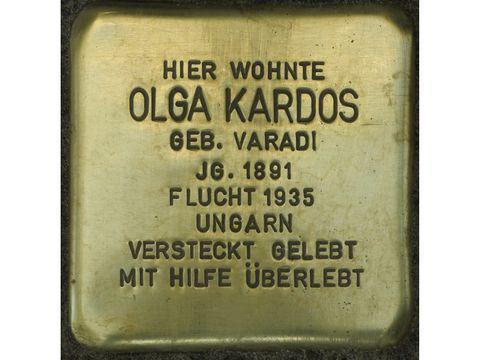 HIER WOHNTE
OLGA KARDOS
GEB. VARADI
JG. 1891
FLUCHT 1935
UNGARN
VERSTECKT GELEBT
MIT HILFE ÜBERLEBT